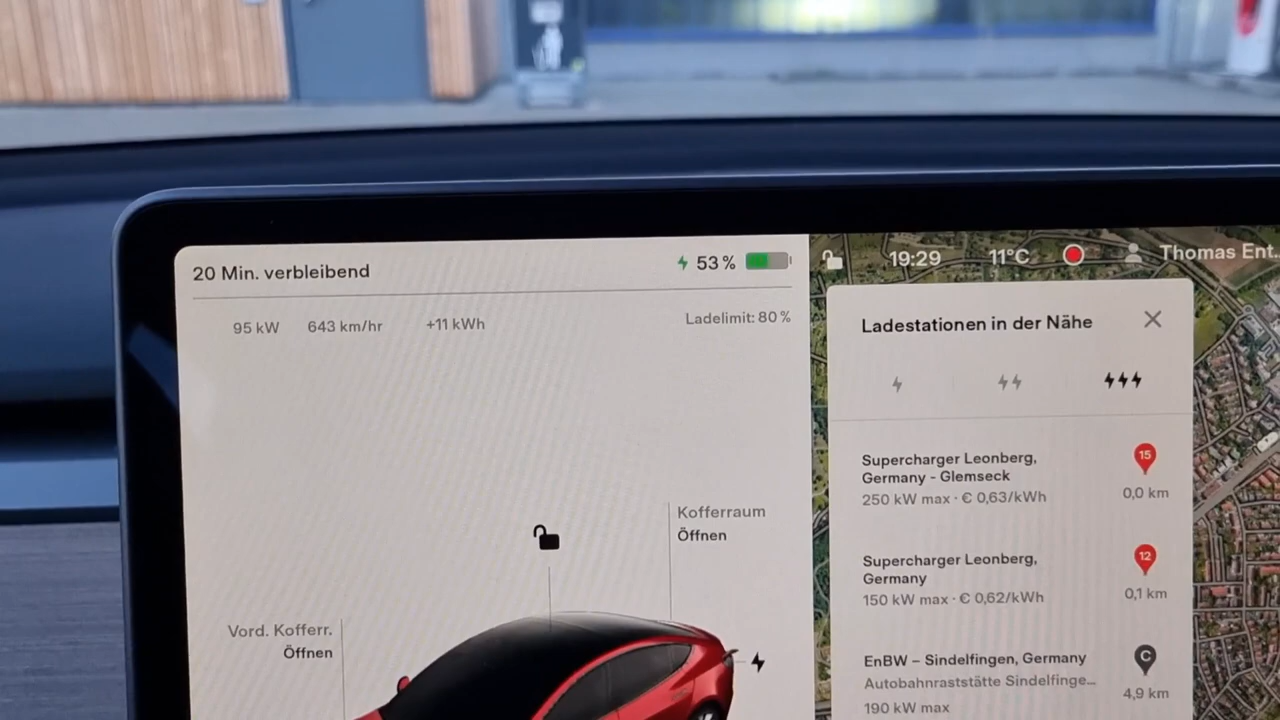 20 Min. verbleibend
53 %
95 kW
643 km/hr
+11 kWh
Ladelimit: 80 %
Kofferraum
Öffnen
Vord. Kofferr.
Öffnen
19:29
11°C
Thomas Ent...
Ladestationen in der Nähe
Supercharger Leonberg,
Germany - Glemseck
250 kW max · € 0,63/kWh
15
0,0 km
Supercharger Leonberg,
Germany
150 kW max · € 0,62/kWh
12
0,1 km
EnBW – Sindelfingen, Germany
Autobahnraststätte Sindelfinge...
190 kW max
C
4,9 km